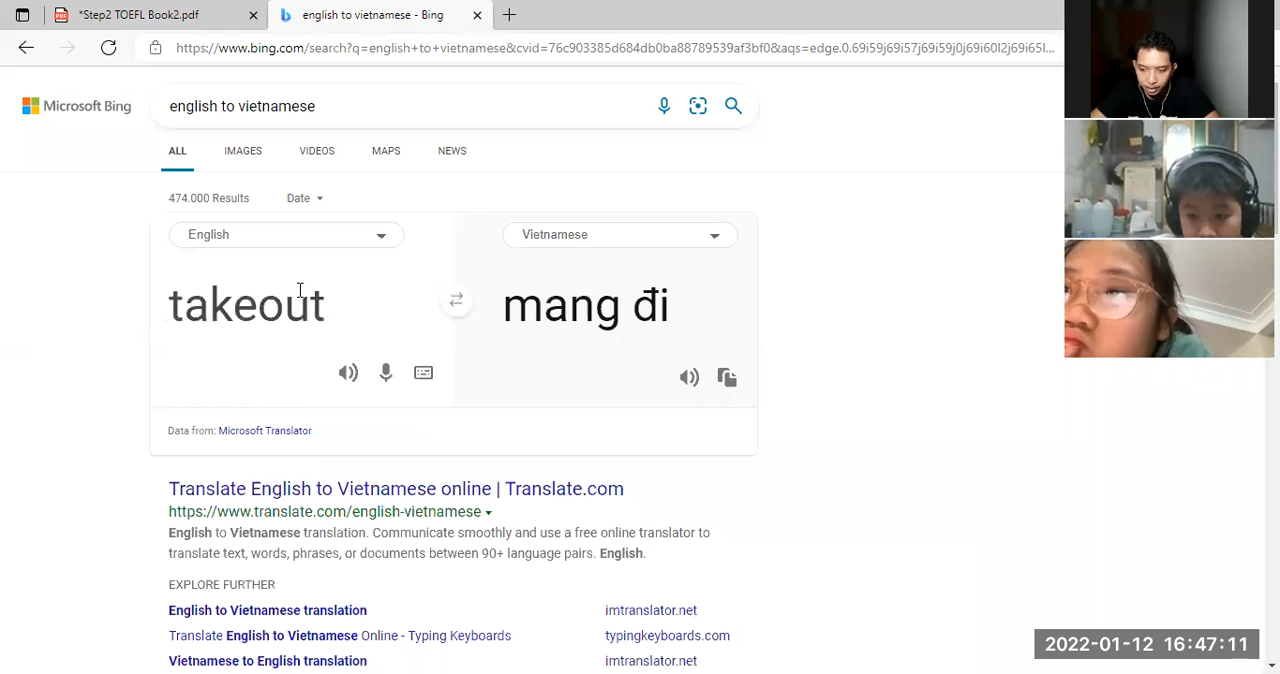 *Step2 TOEFL Book2.pdf
english to vietnamese - Bing
https://www.bing.com/search?q=english+to+vietnamese&cvid=76c903385d684db0ba88789539af3bf0&aqs=edge.0.69i59j69i57j69i59j0j69i60l2j69i65l...
Microsoft Bing
english to vietnamese
ALL IMAGES VIDEOS MAPS NEWS
474.000 Results Date
English Vietnamese
takeout mang đi
Data from: Microsoft Translator
Translate English to Vietnamese online | Translate.com
https://www.translate.com/english-vietnamese
English to Vietnamese translation. Communicate smoothly and use a free online translator to
translate text, words, phrases, or documents between 90+ language pairs. English.
EXPLORE FURTHER
English to Vietnamese translation imtranslator.net
Translate English to Vietnamese Online - Typing Keyboards typingkeyboards.com
Vietnamese to English translation imtranslator.net
2022-01-12 16:47:11